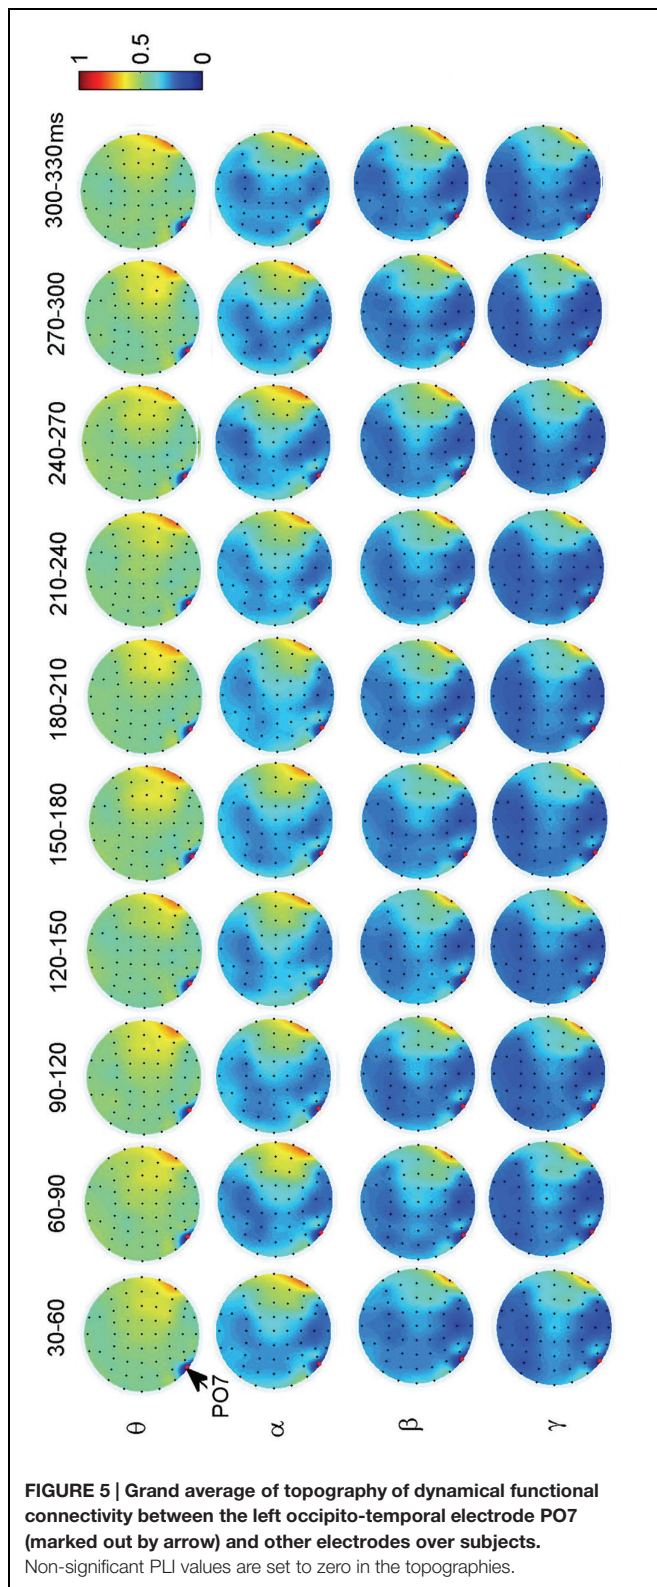 1
0.5
0
300-330ms
270-300
240-270
210-240
180-210
150-180
120-150
90-120
60-90
30-60
PO7
θ
α
β
γ
FIGURE 5 | Grand average of topography of dynamical functional
connectivity between the left occipito-temporal electrode PO7
(marked out by arrow) and other electrodes over subjects.
Non-significant PLI values are set to zero in the topographies.